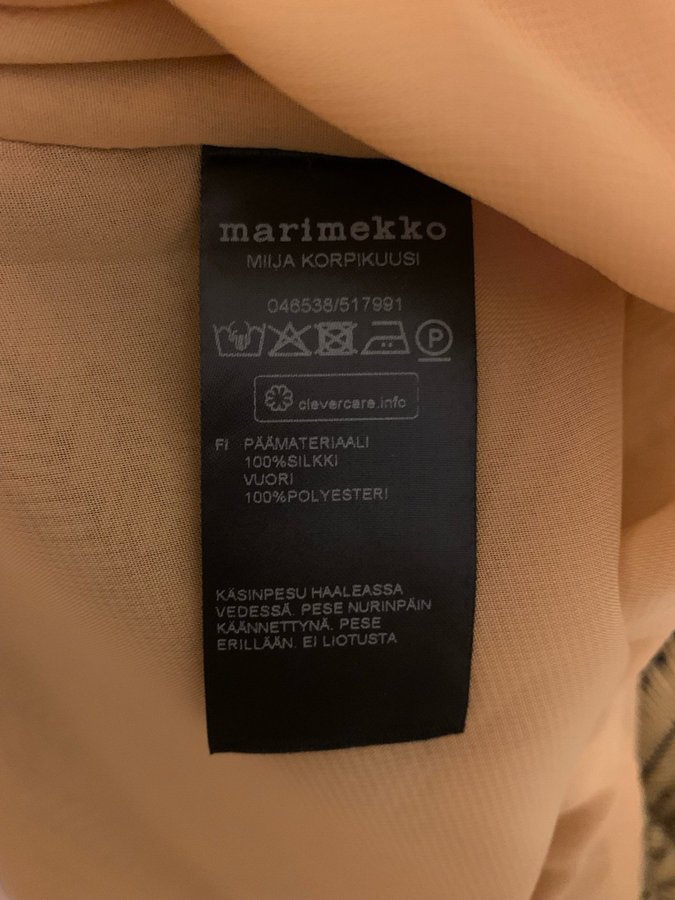 marimekko
MIIJA KORPIKUUSI
046538/517991
P
clevercare.info
FI PÄÄMATERIAALI
100%SILKKI
VUORI
100%POLYESTERI
KÄSINPESU HAALEASSA
VEDESSÄ. PESE NURINPÄIN
KÄÄNNETTYNÄ. PESE
ERILLÄÄN. EI LIOTUSTA